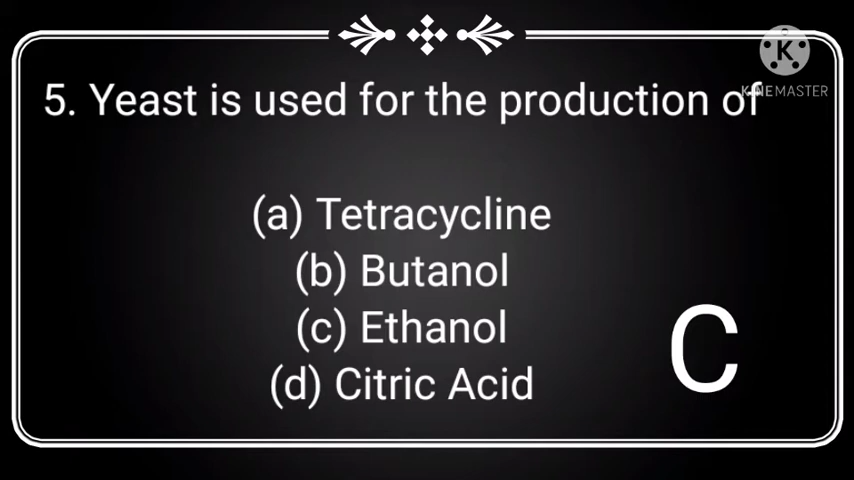 K
KINEMASTER
5. Yeast is used for the production of
(a) Tetracycline
(b) Butanol
(c) Ethanol
(d) Citric Acid
C